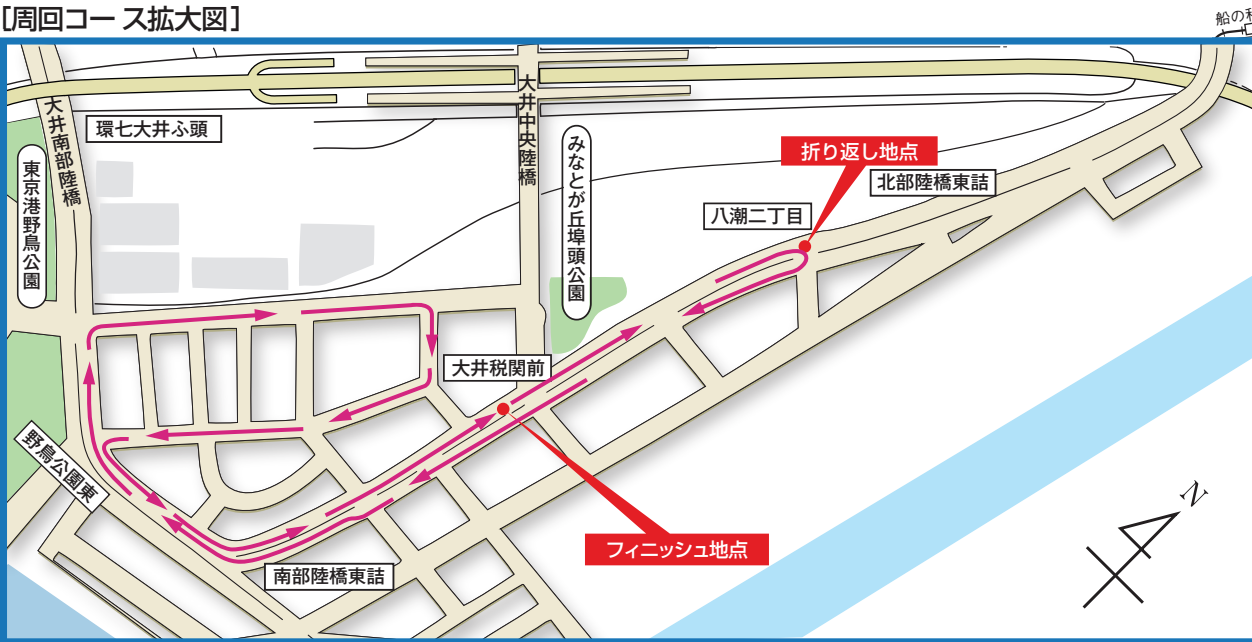 [周回コース拡大図]
船の
大井南部陸橋
環七大井ふ頭
東京港野鳥公園
大井中央陸橋
みなとが丘埠頭公園
折り返し地点
北部陸橋東詰
八潮二丁目
大井税関前
野鳥公園東
フィニッシュ地点
南部陸橋東詰
N